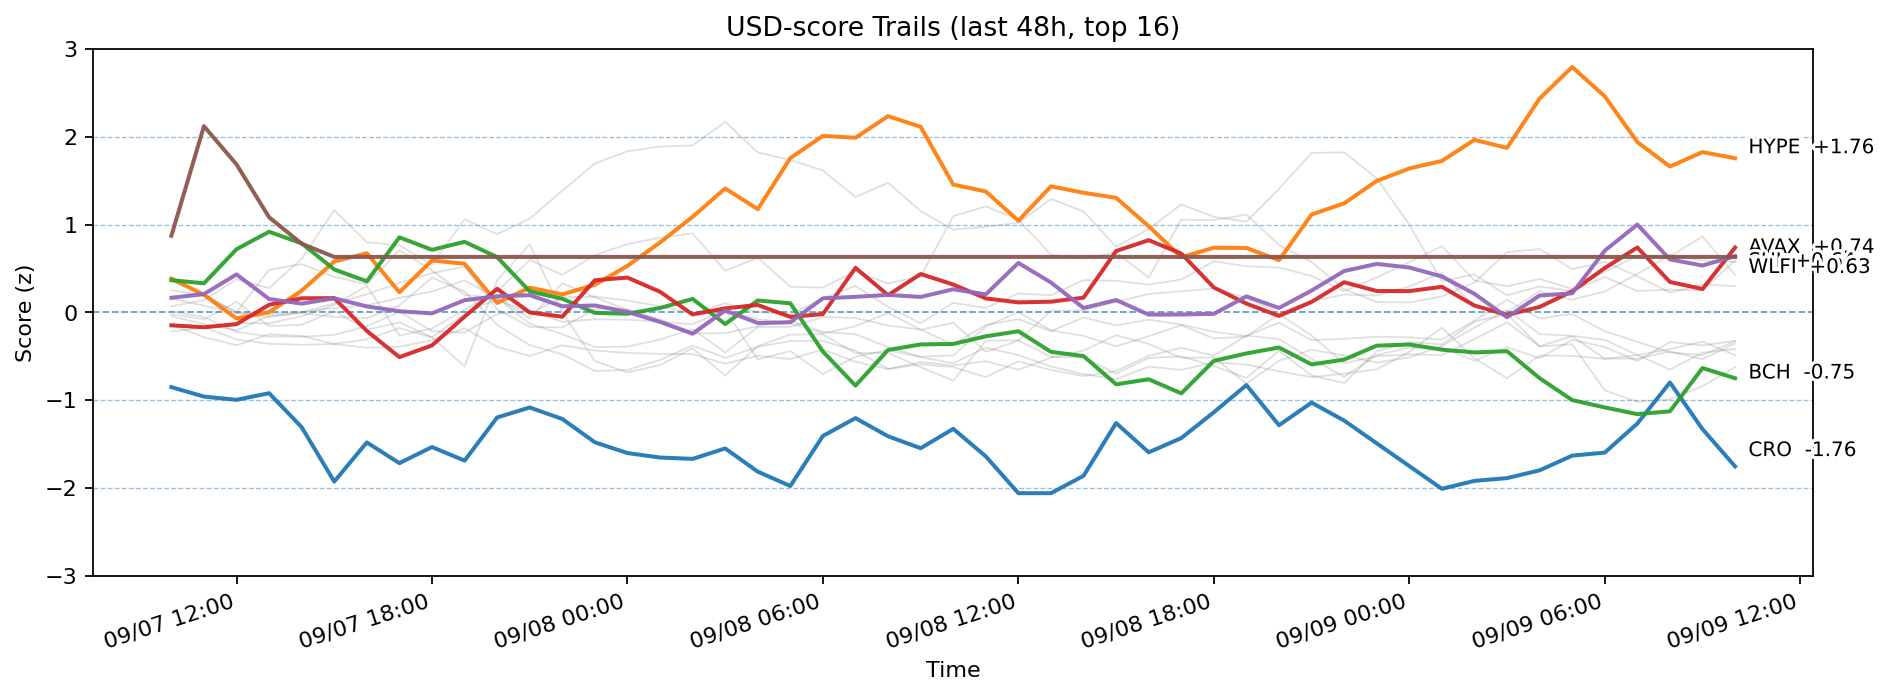 USD-score Trails (last 48h, top 16)
Score (z)
3
2
1
0
−1
−2
−3
HYPE +1.76
AVAX +0.74
WLFI +0.63
BCH -0.75
CRO -1.76
09/07 12:00
09/07 18:00
09/08 00:00
09/08 06:00
09/08 12:00
09/08 18:00
09/09 00:00
09/09 06:00
09/09 12:00
Time